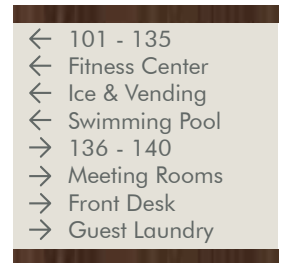 ← 101 - 135
← Fitness Center
← Ice & Vending
← Swimming Pool
→ 136 - 140
→ Meeting Rooms
→ Front Desk
→ Guest Laundry